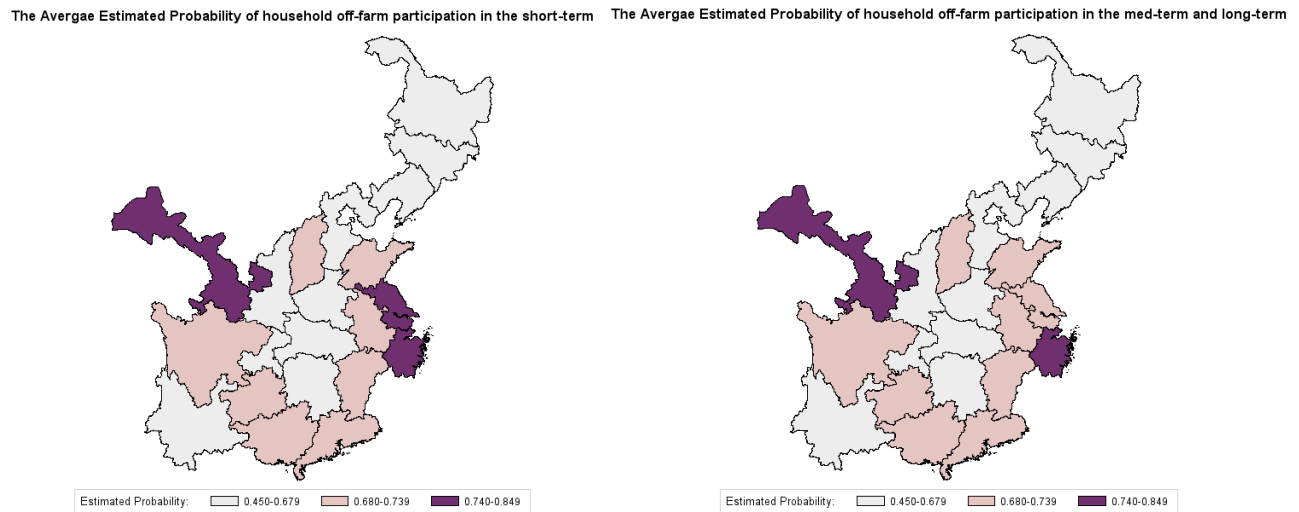 The Avergae Estimated Probability of household off-farm participation in the short-term
The Avergae Estimated Probability of household off-farm participation in the med-term and long-term
Estimated Probability: 0.450-0.679 0.680-0.739 0.740-0.849
Estimated Probability: 0.450-0.679 0.680-0.739 0.740-0.849